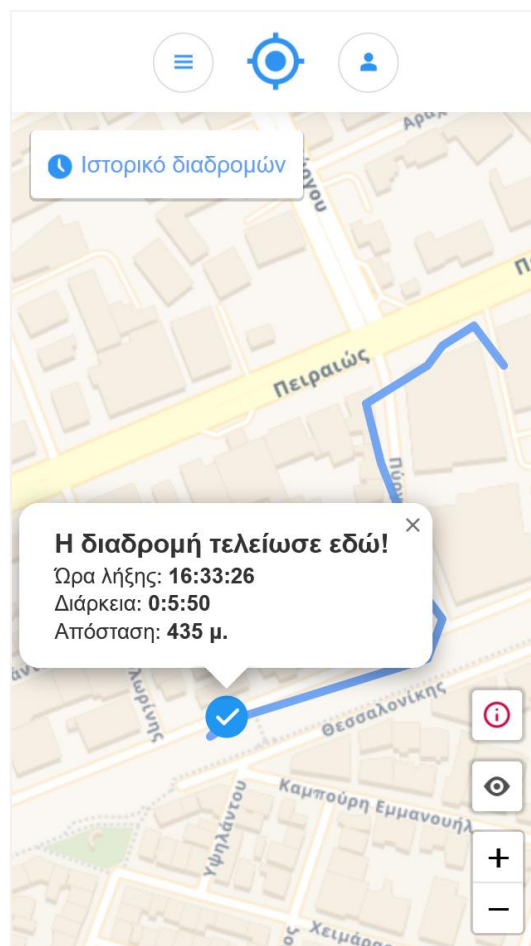 Ιστορικό διαδρομών
Πειραιώς
Η διαδρομή τελείωσε εδώ!
Ώρα λήξης: 16:33:26
Διάρκεια: 0:5:50
Απόσταση: 435 μ.
Θεσσαλονίκης
Καμπούρη Εμμανουήλ
Υψηλάντου
+
−